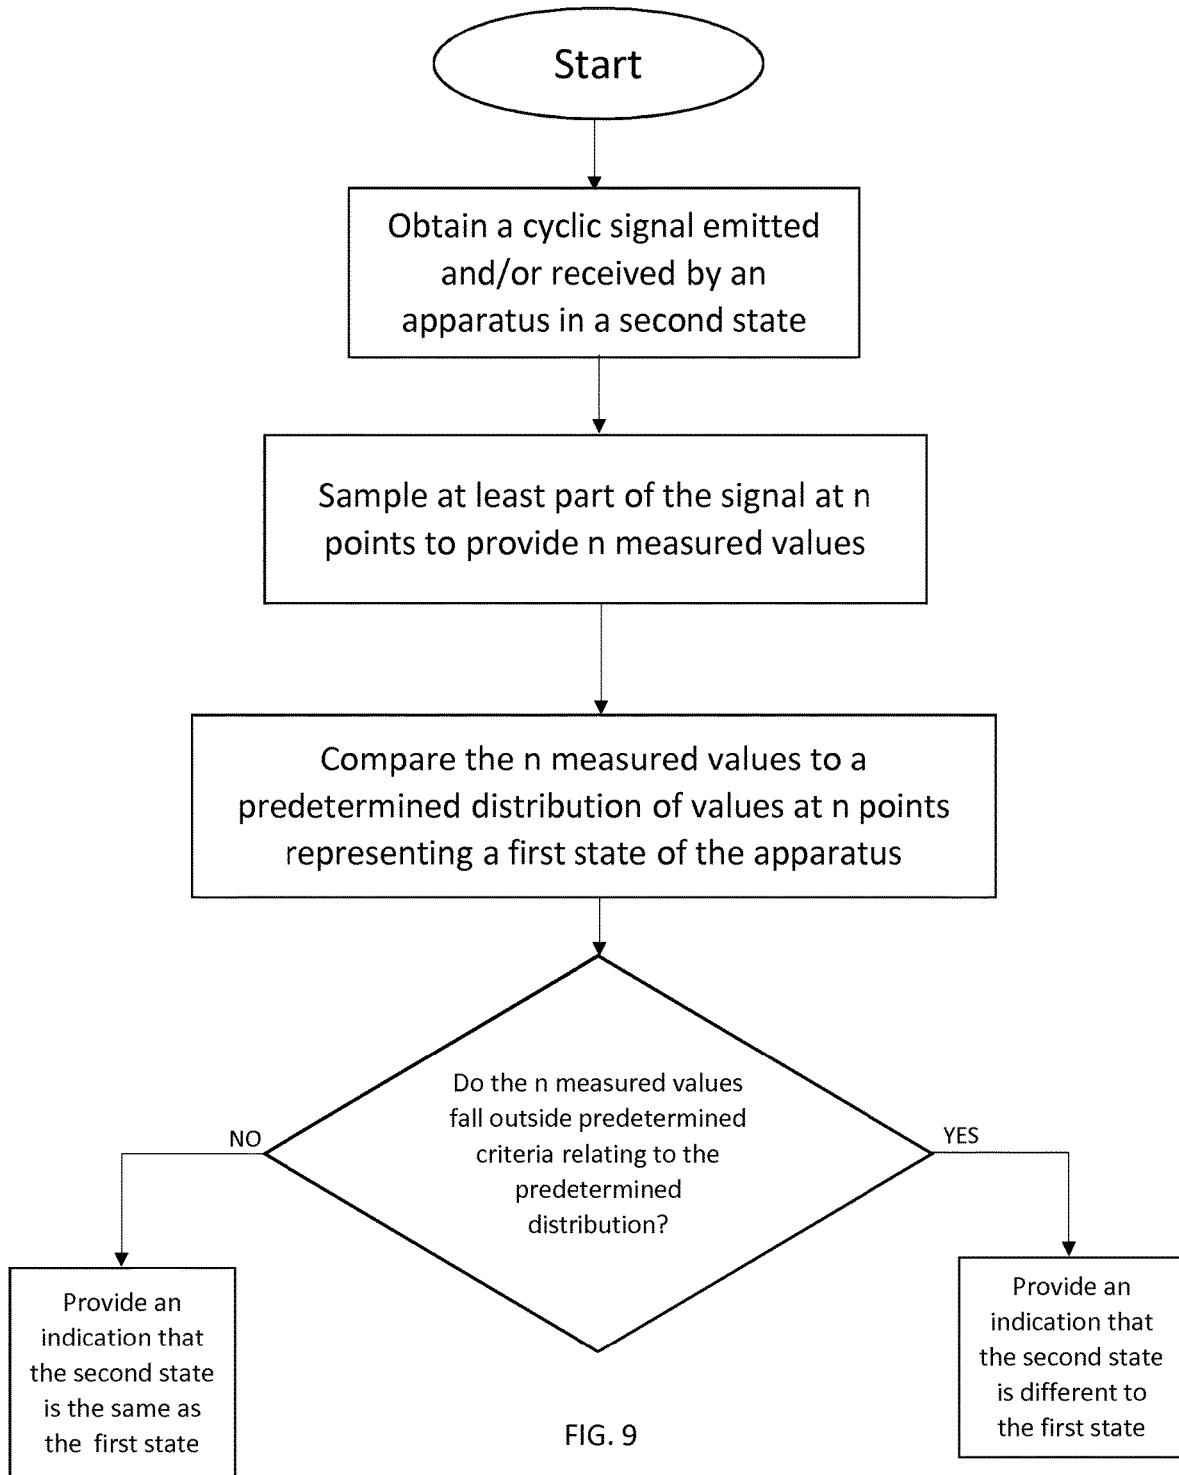 Start
Obtain a cyclic signal emitted
and/or received by an
apparatus in a second state
Sample at least part of the signal at n
points to provide n measured values
Compare the n measured values to a
predetermined distribution of values at n points
representing a first state of the apparatus
Do the n measured values
fall outside predetermined
criteria relating to the
predetermined
distribution?
NO
YES
Provide an
indication that
the second state
is the same as
the first state
Provide an
indication that
the second state
is different to
the first state
FIG. 9